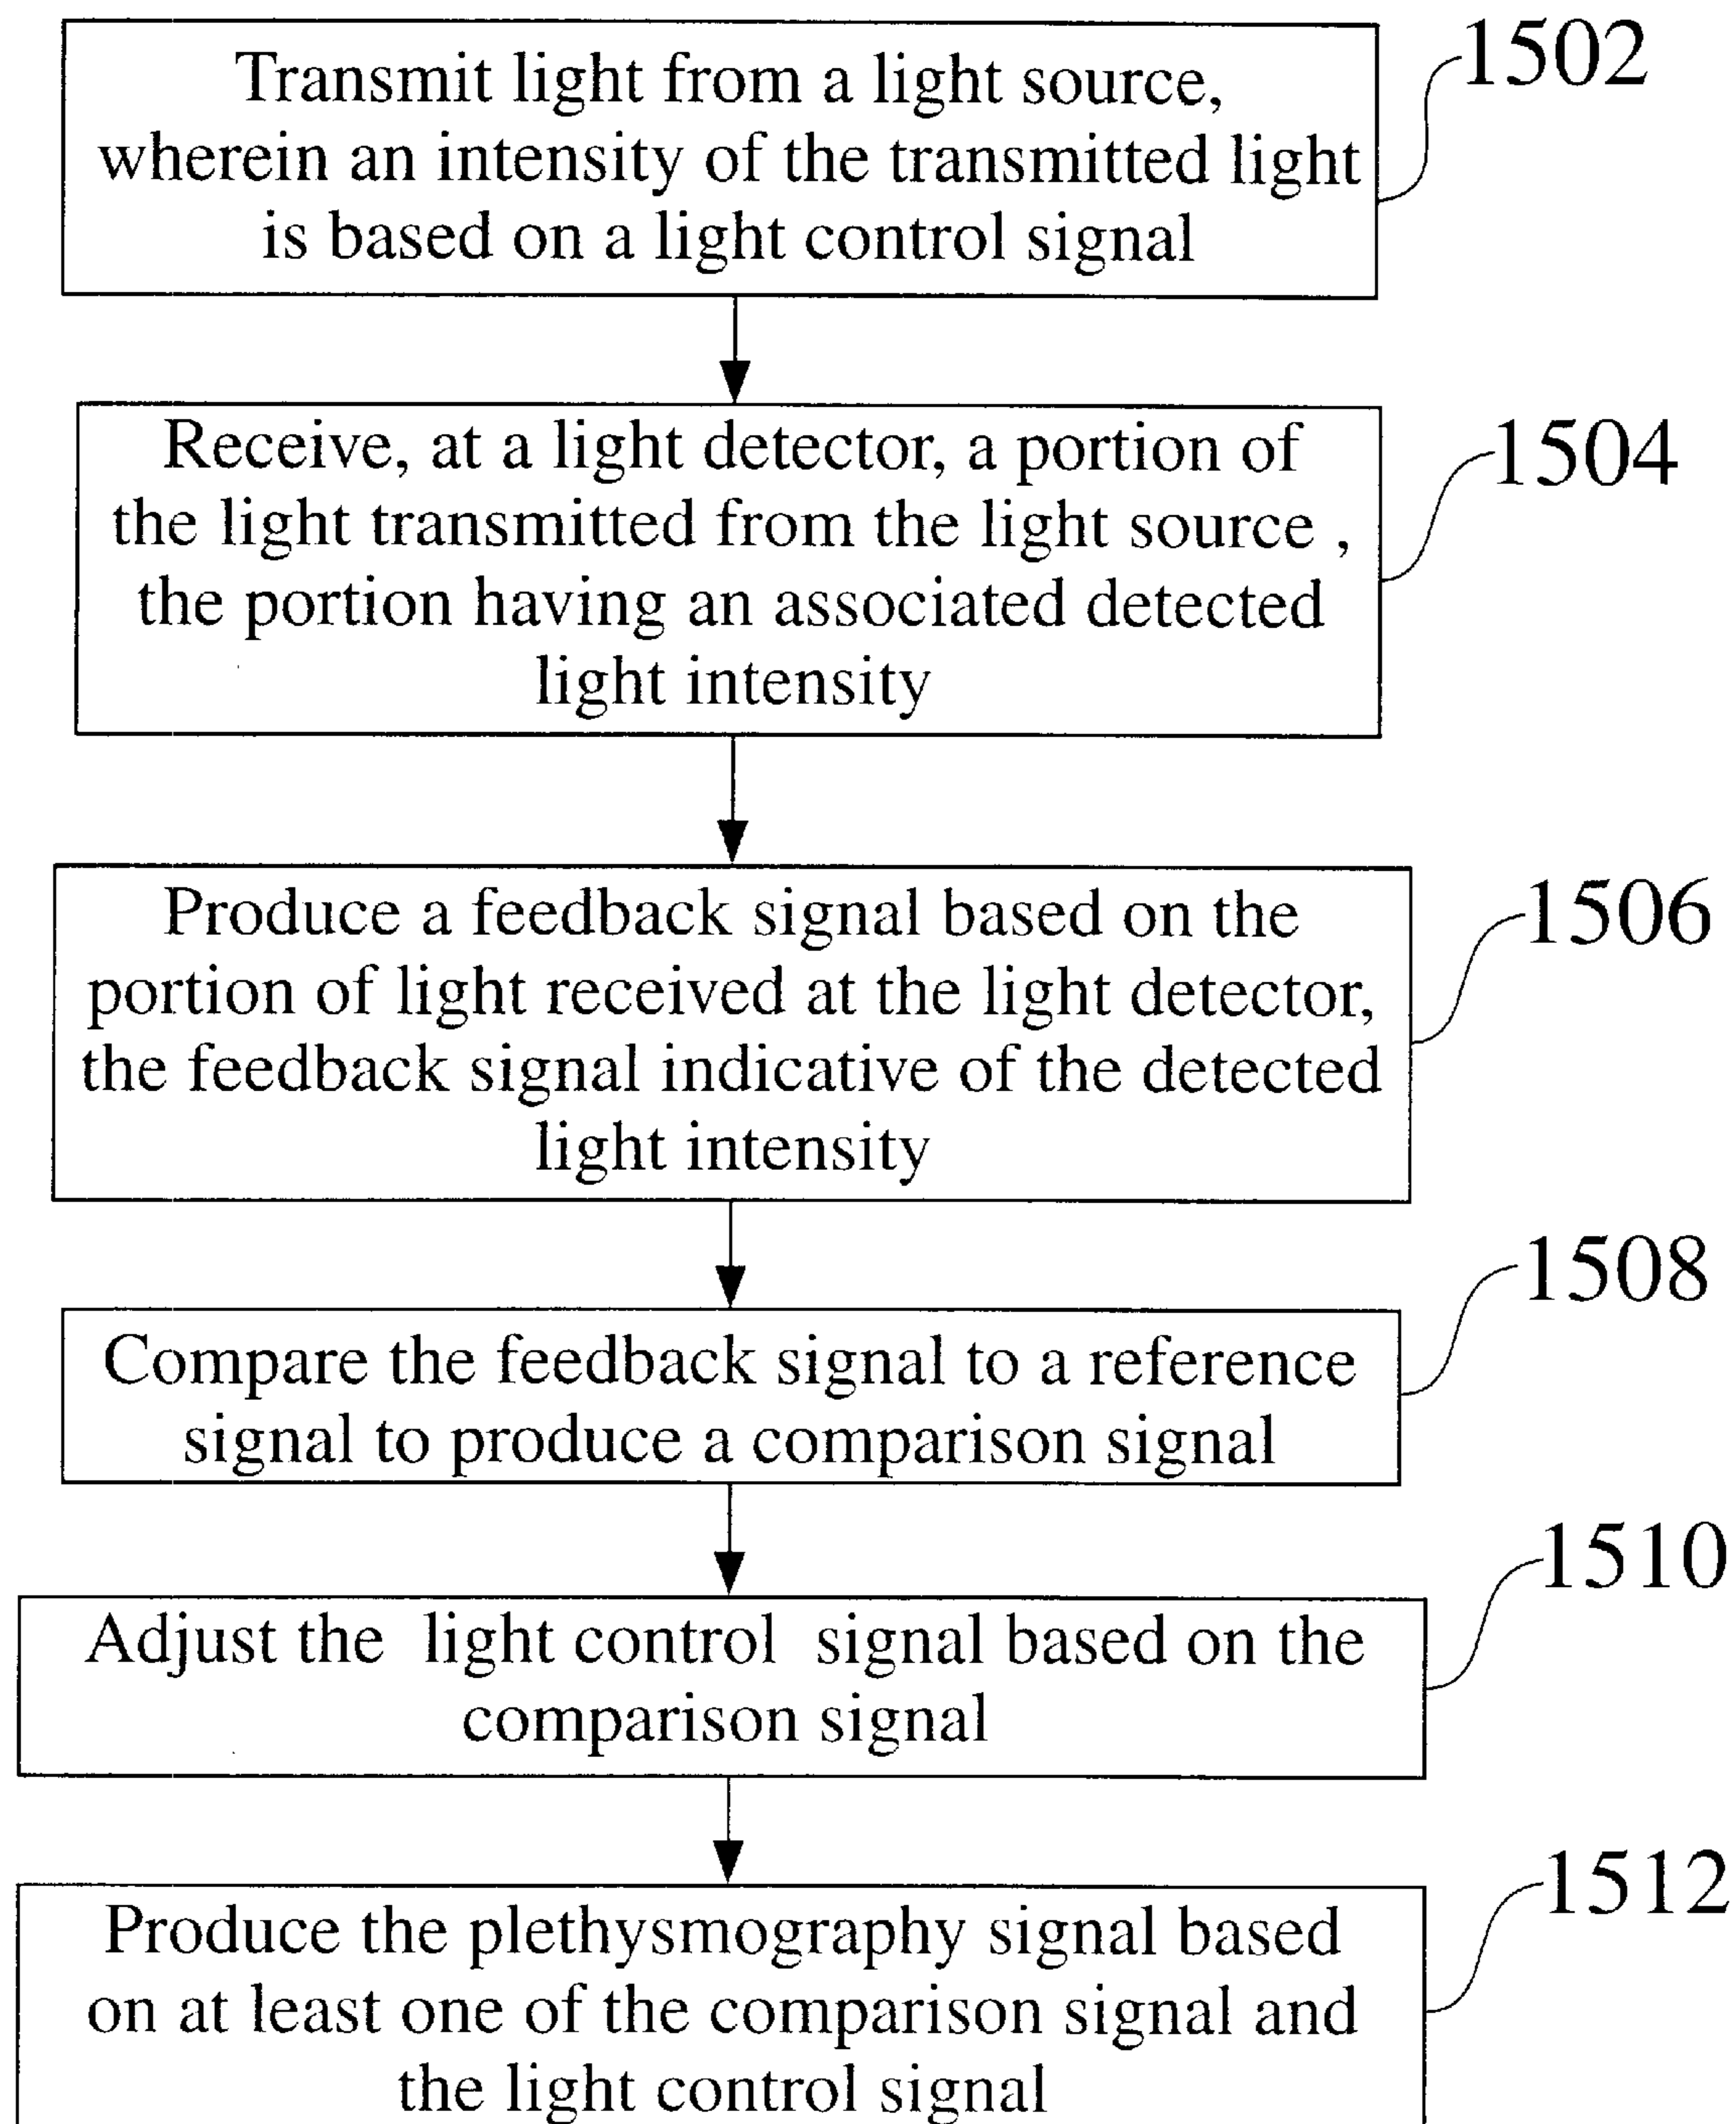 1502
Transmit light from a light source,
wherein an intensity of the transmitted light
is based on a light control signal
1504
Receive, at a light detector, a portion of
the light transmitted from the light source ,
the portion having an associated detected
light intensity
1506
Produce a feedback signal based on the
portion of light received at the light detector,
the feedback signal indicative of the detected
light intensity
1508
Compare the feedback signal to a reference
signal to produce a comparison signal
1510
Adjust the light control signal based on the
comparison signal
1512
Produce the plethysmography signal based
on at least one of the comparison signal and
the light control signal